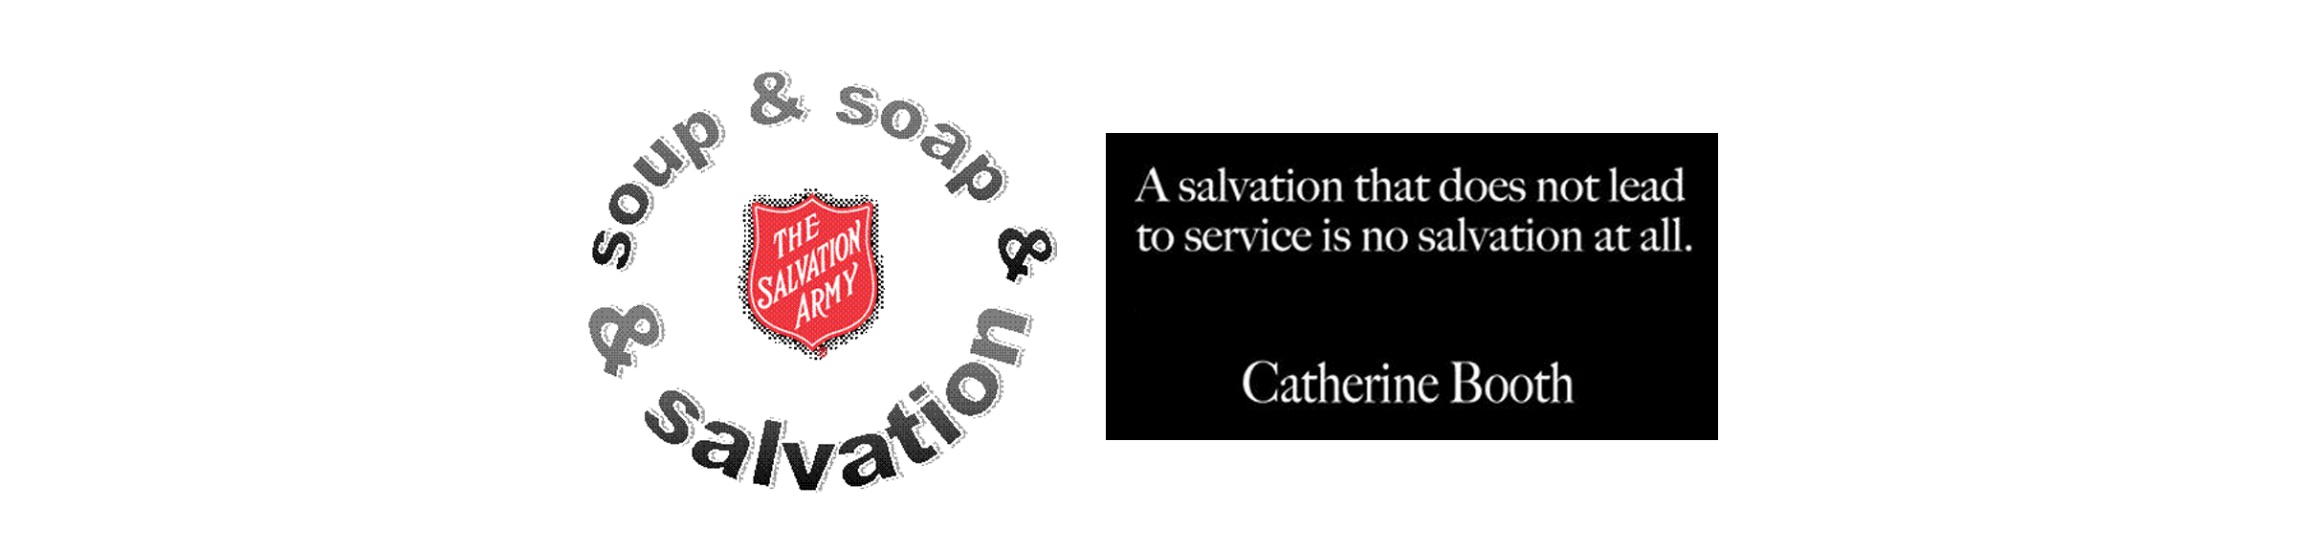 soup & soap &
salvation &
THE
SALVATION
ARMY
A salvation that does not lead
to service is no salvation at all.
Catherine Booth